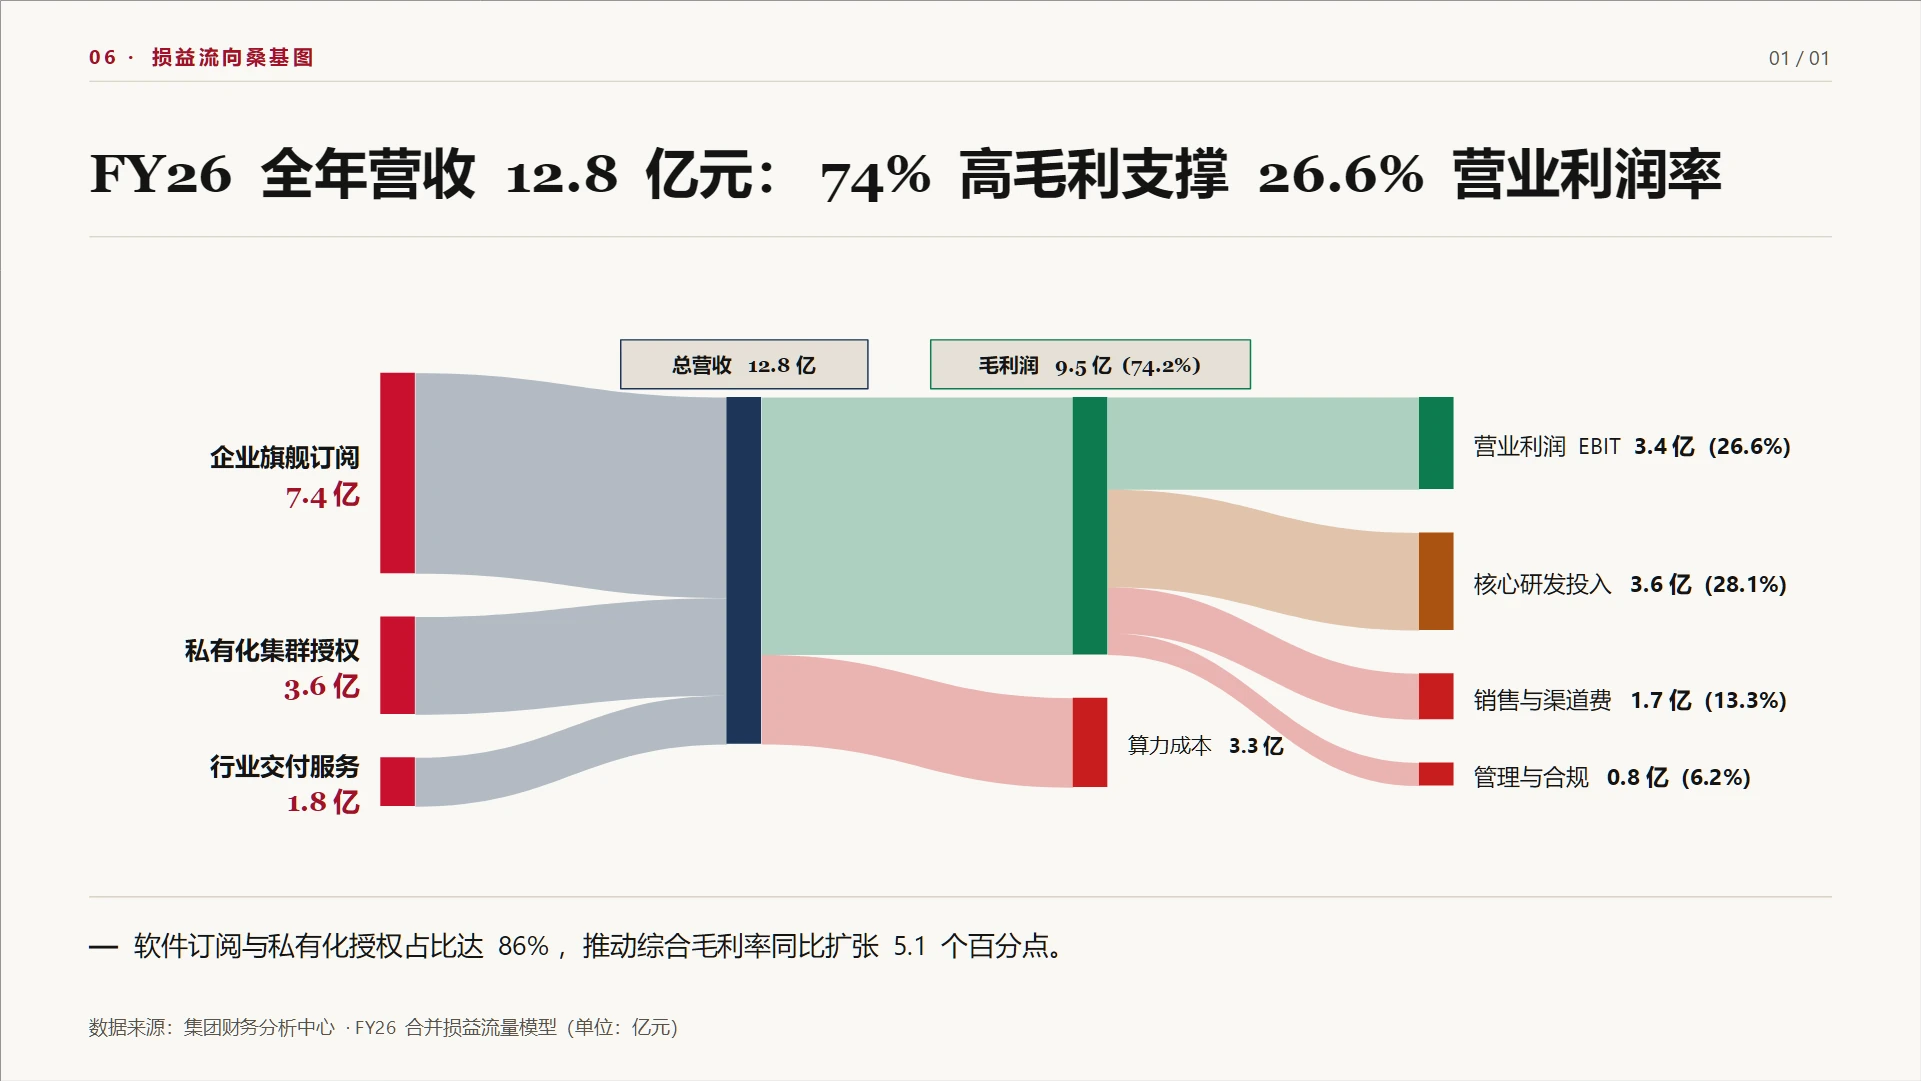 06 · 损益流向桑基图
01 / 01
FY26 全年营收 12.8 亿元：74% 高毛利支撑 26.6% 营业利润率
总营收 12.8 亿
毛利润 9.5 亿 (74.2%)
企业旗舰订阅
7.4 亿
私有化集群授权
3.6 亿
行业交付服务
1.8 亿
算力成本 3.3 亿
营业利润 EBIT 3.4 亿 (26.6%)
核心研发投入 3.6 亿 (28.1%)
销售与渠道费 1.7 亿 (13.3%)
管理与合规 0.8 亿 (6.2%)
— 软件订阅与私有化授权占比达 86%，推动综合毛利率同比扩张 5.1 个百分点。
数据来源：集团财务分析中心 · FY26 合并损益流量模型 (单位：亿元)